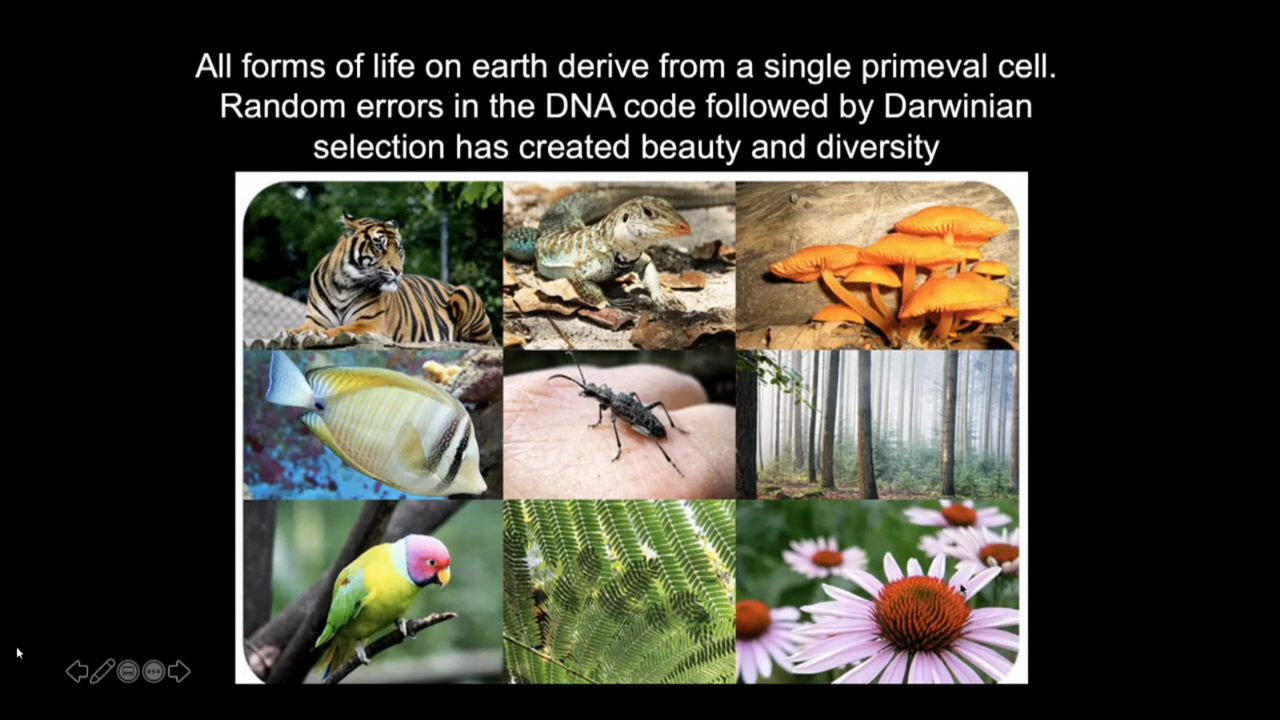 All forms of life on earth derive from a single primeval cell.
Random errors in the DNA code followed by Darwinian
selection has created beauty and diversity